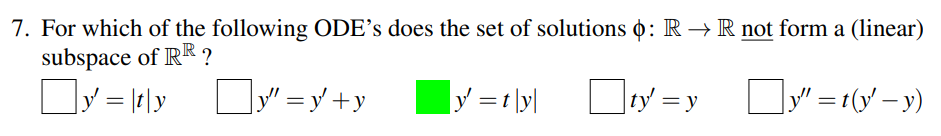 7. For which of the following ODE's does the set of solutions ϕ: ℝ → ℝ not form a (linear)
subspace of ℝ^ℝ ?
y′ = |t|y y′′ = y′ + y y′ = t |y| ty′ = y y′′ = t(y′ – y)